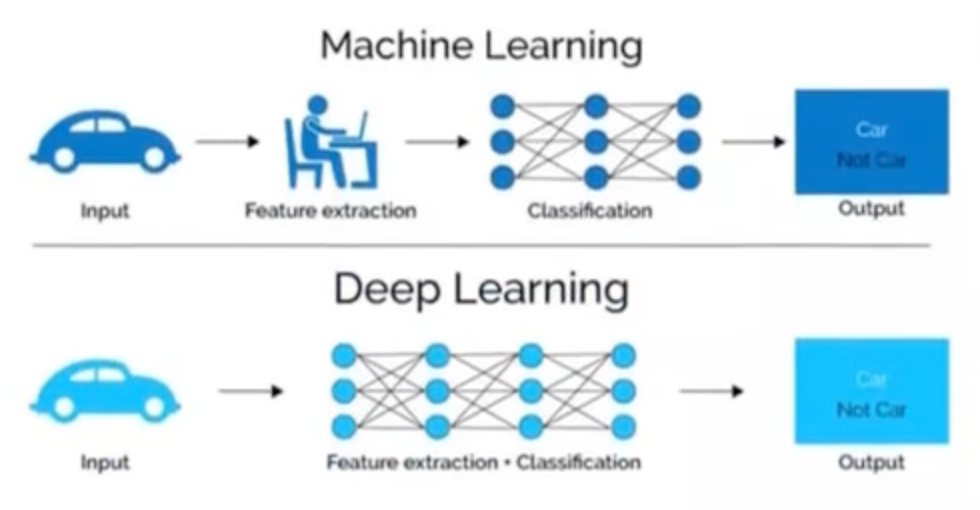 Machine Learning
Car
Not Car
Input
Feature extraction
Classification
Output
Deep Learning
Car
Not Car
Input
Feature extraction + Classification
Output